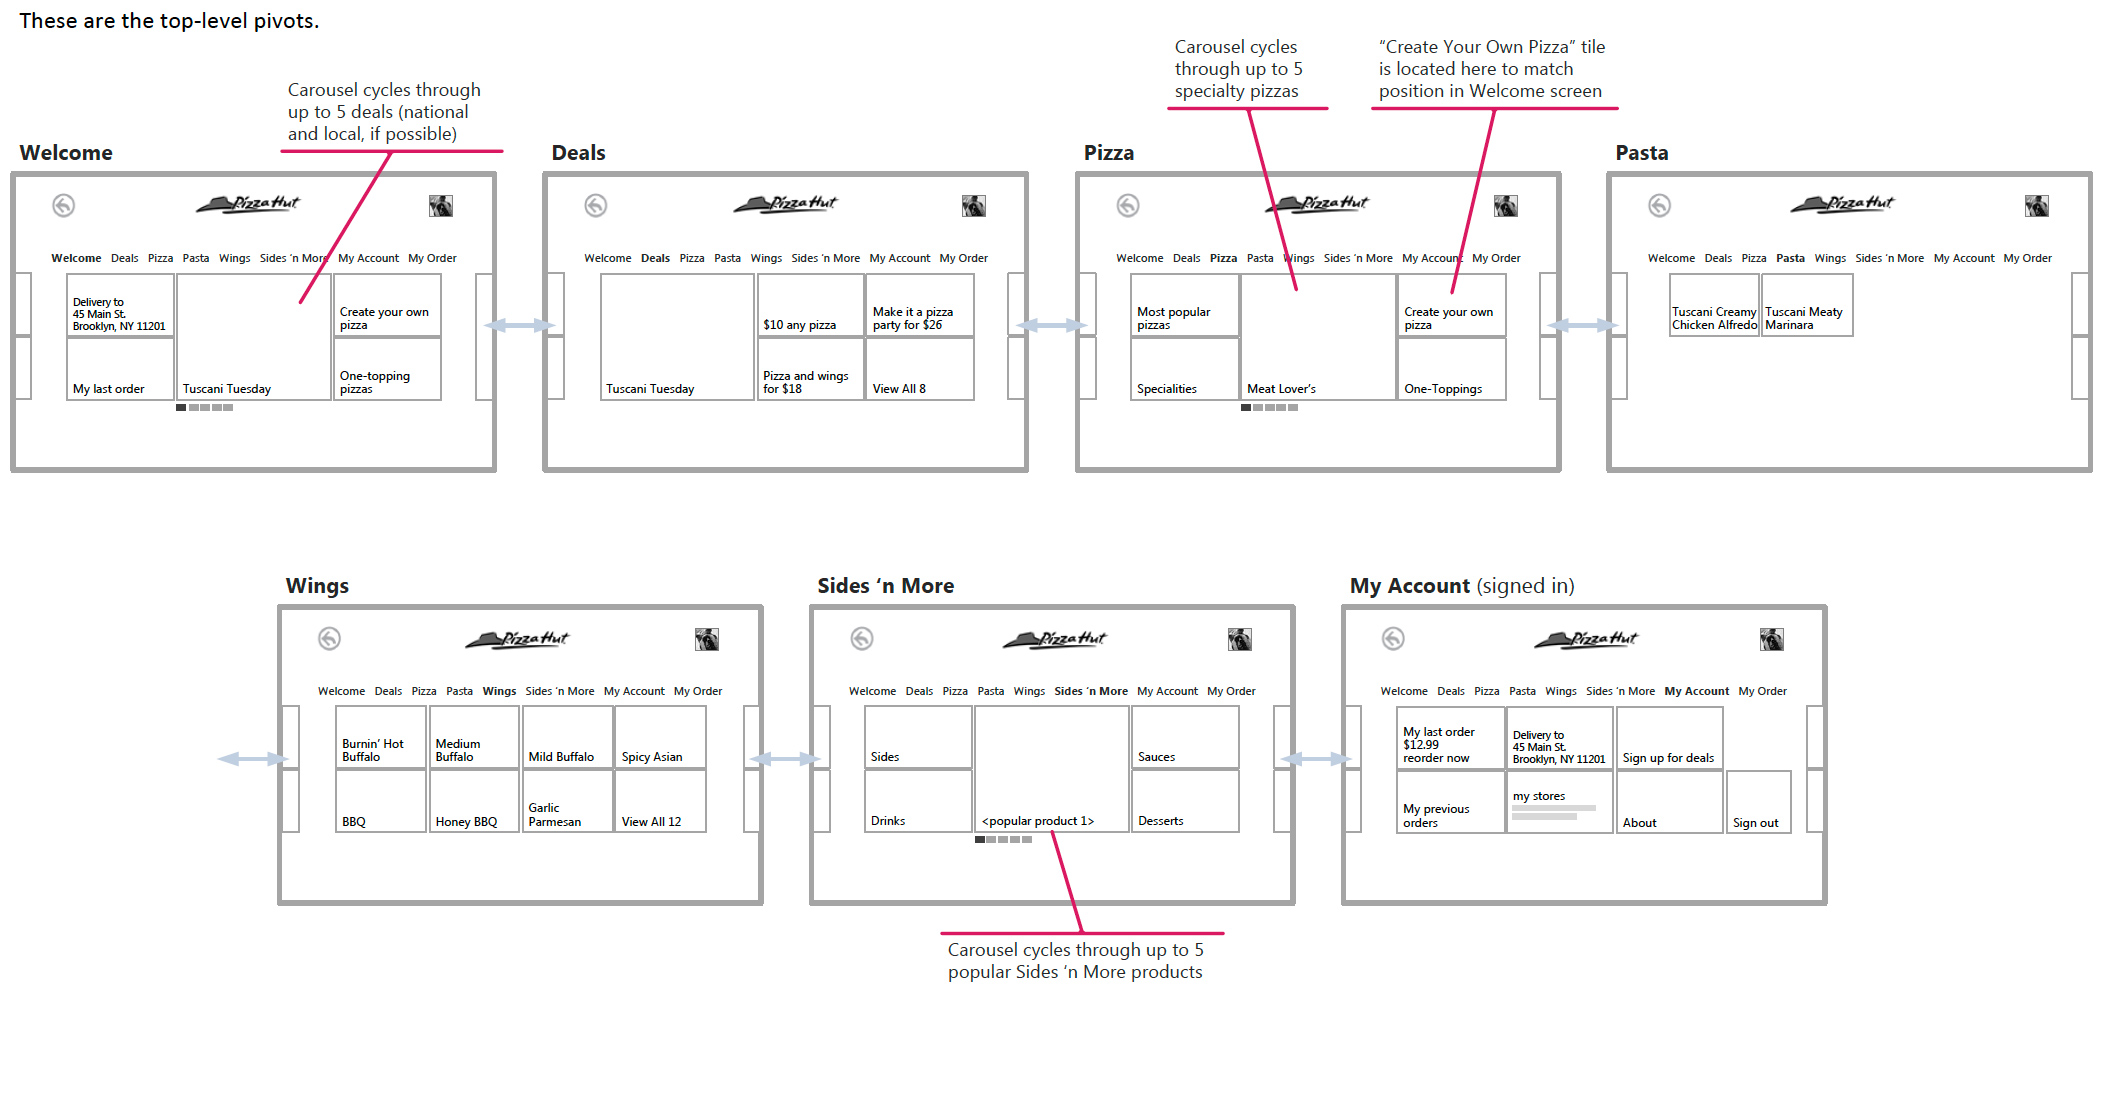 These are the top-level pivots.
Carousel cycles through
up to 5 deals (national
and local, if possible)
Carousel cycles
through up to 5
specialty pizzas
“Create Your Own Pizza” tile
is located here to match
position in Welcome screen
Welcome
Pizza Hut
Welcome Deals Pizza Pasta Wings Sides ‘n More My Account My Order
Delivery to
45 Main St.
Brooklyn, NY 11201
My last order
Tuscani Tuesday
Create your own
pizza
One-topping
pizzas
Deals
Pizza Hut
Welcome Deals Pizza Pasta Wings Sides ‘n More My Account My Order
Tuscani Tuesday
$10 any pizza
Make it a pizza
party for $26
Pizza and wings
for $18
View All 8
Pizza
Pizza Hut
Welcome Deals Pizza Pasta Wings Sides ‘n More My Account My Order
Most popular
pizzas
Specialities
Meat Lover’s
Create your own
pizza
One-Toppings
Pasta
Pizza Hut
Welcome Deals Pizza Pasta Wings Sides ‘n More My Account My Order
Tuscani Creamy
Chicken Alfredo
Tuscani Meaty
Marinara
Wings
Pizza Hut
Welcome Deals Pizza Pasta Wings Sides ‘n More My Account My Order
Burnin’ Hot
Buffalo
Medium
Buffalo
Mild Buffalo
Spicy Asian
BBQ
Honey BBQ
Garlic
Parmesan
View All 12
Sides ‘n More
Pizza Hut
Welcome Deals Pizza Pasta Wings Sides ‘n More My Account My Order
Sides
Drinks
<popular product 1>
Sauces
Desserts
Carousel cycles through up to 5
popular Sides ‘n More products
My Account (signed in)
Pizza Hut
Welcome Deals Pizza Pasta Wings Sides ‘n More My Account My Order
My last order
$12.99
reorder now
Delivery to
45 Main St.
Brooklyn, NY 11201
Sign up for deals
My previous
orders
my stores
About
Sign out